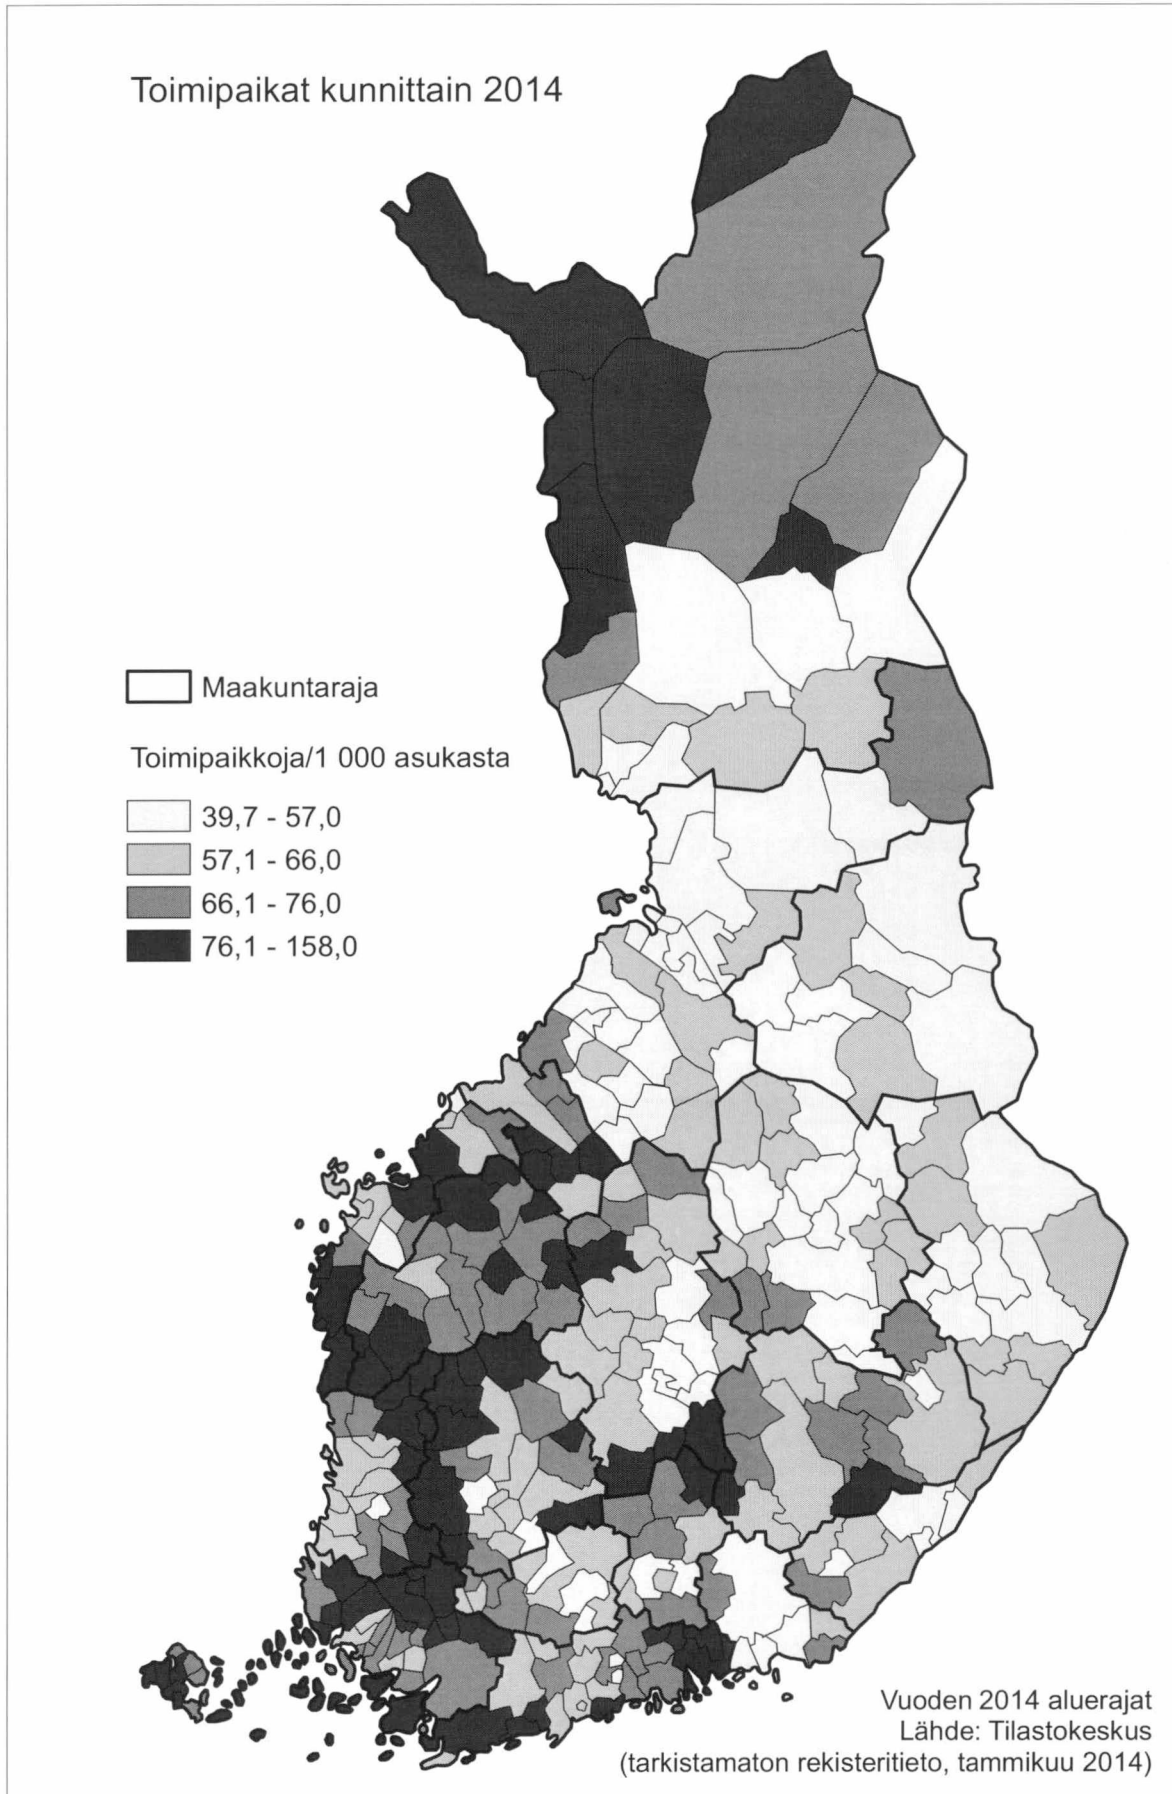 Toimipaikat kunnittain 2014
Maakuntaraja
Toimipaikkoja/1 000 asukasta
39,7 - 57,0
57,1 - 66,0
66,1 - 76,0
76,1 - 158,0
Vuoden 2014 aluerajat
Lähde: Tilastokeskus
(tarkistamaton rekisteritieto, tammikuu 2014)